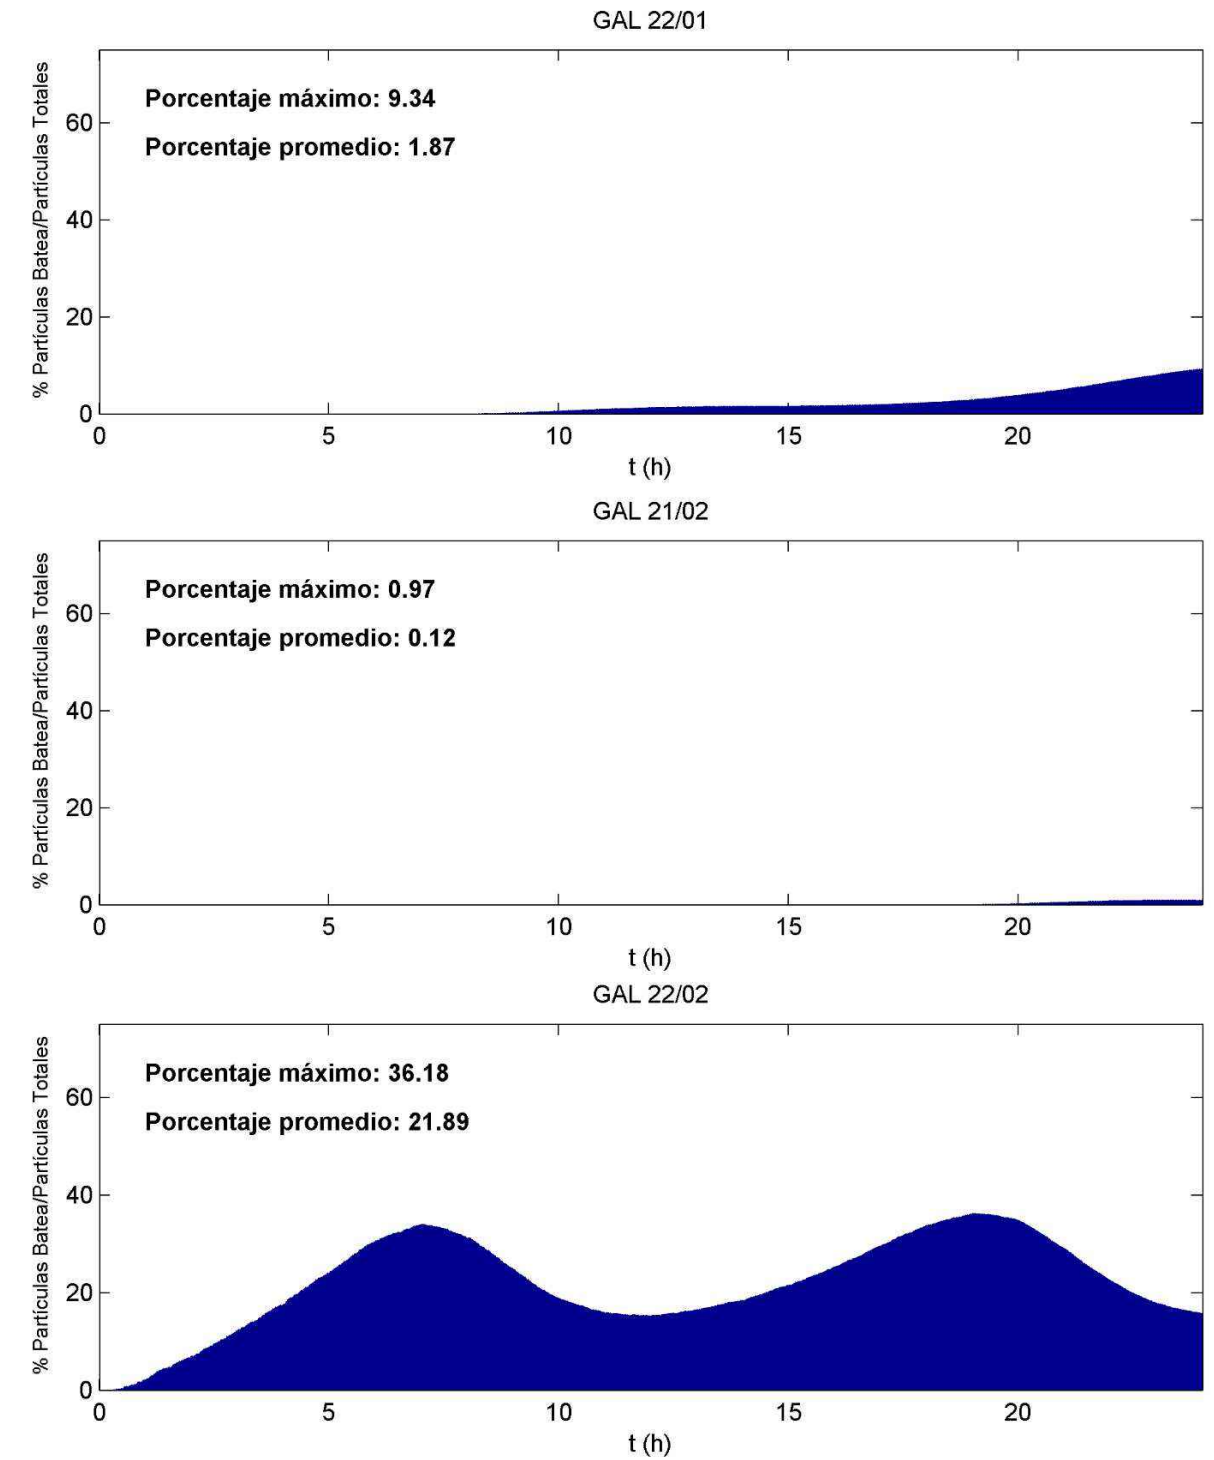 GAL 22/01
% Partículas Batea/Partículas Totales
Porcentaje máximo: 9.34
Porcentaje promedio: 1.87
60
40
20
0
0 5 10 15 20
t (h)
GAL 21/02
% Partículas Batea/Partículas Totales
Porcentaje máximo: 0.97
Porcentaje promedio: 0.12
60
40
20
0
0 5 10 15 20
t (h)
GAL 22/02
% Partículas Batea/Partículas Totales
Porcentaje máximo: 36.18
Porcentaje promedio: 21.89
60
40
20
0
0 5 10 15 20
t (h)